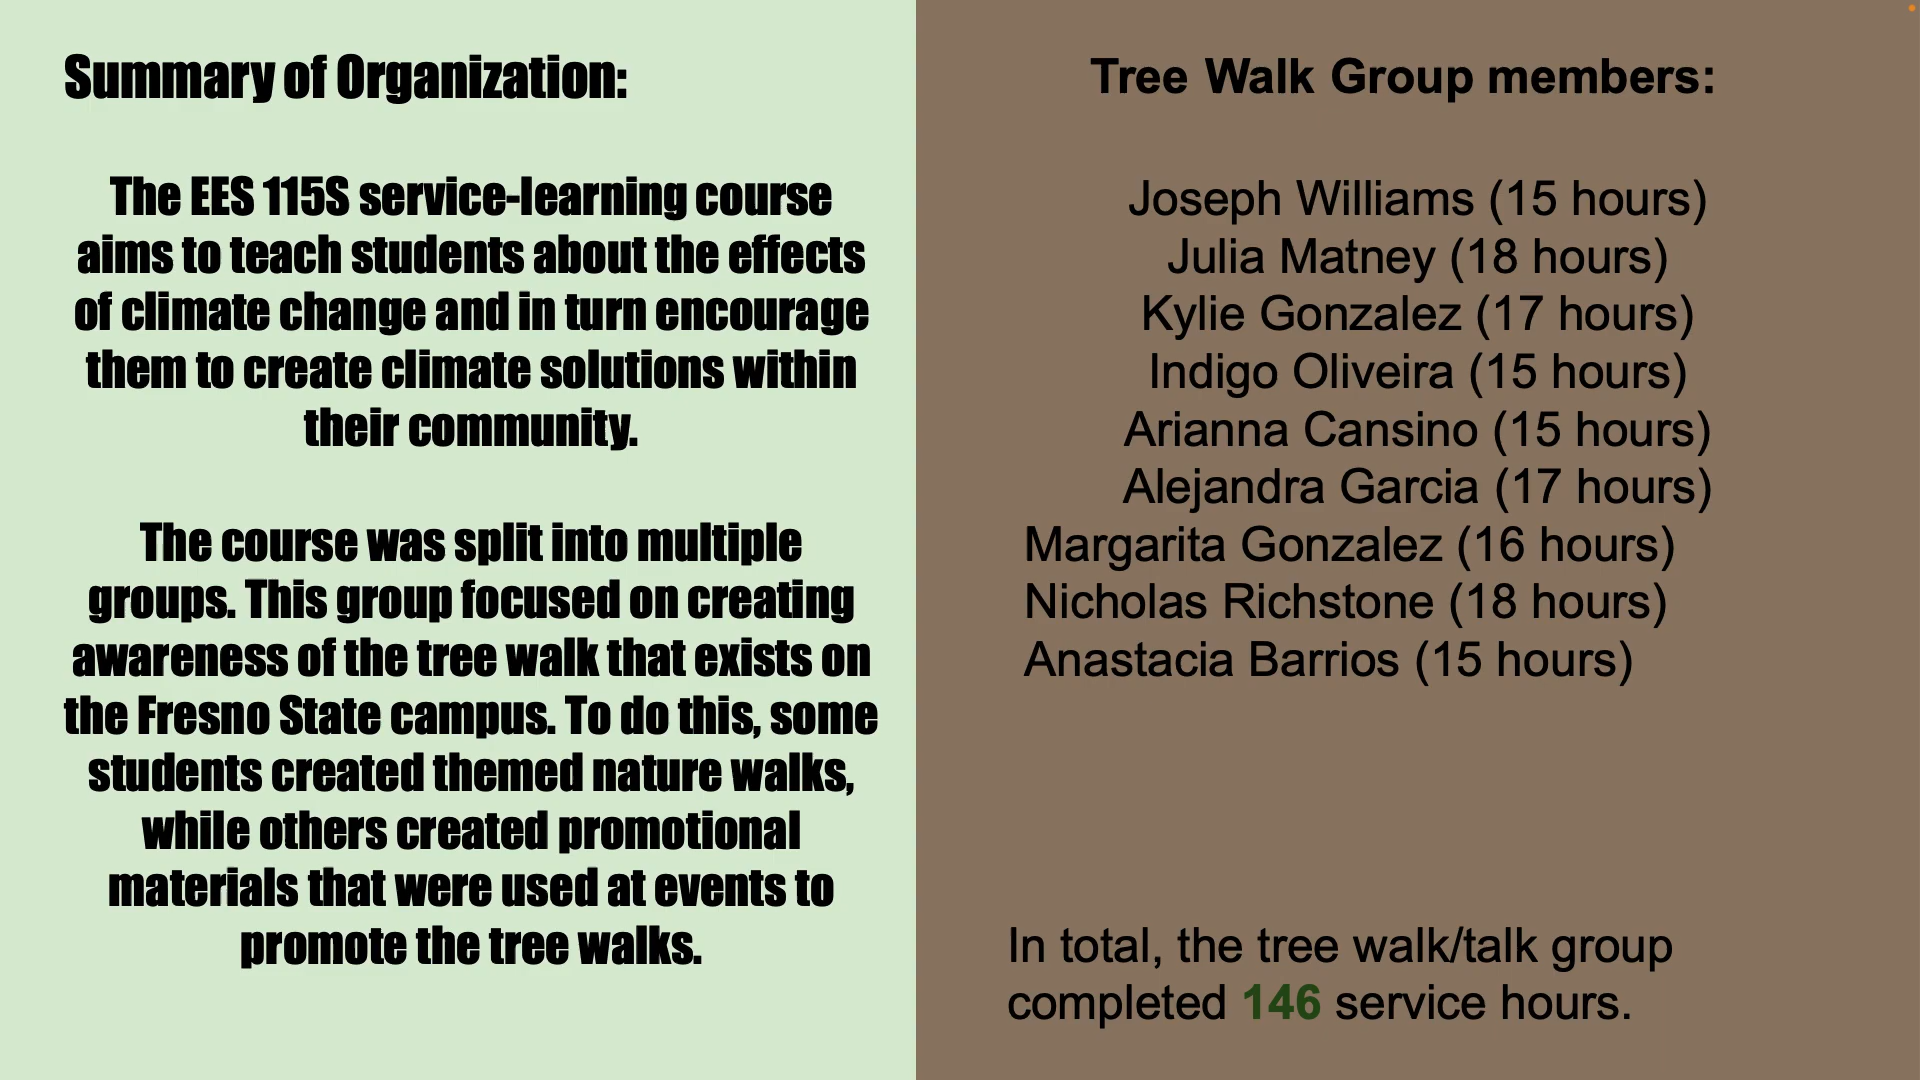 Summary of Organization:
The EES 115S service-learning course
aims to teach students about the effects
of climate change and in turn encourage
them to create climate solutions within
their community.
The course was split into multiple
groups. This group focused on creating
awareness of the tree walk that exists on
the Fresno State campus. To do this, some
students created themed nature walks,
while others created promotional
materials that were used at events to
promote the tree walks.
Tree Walk Group members:
Joseph Williams (15 hours)
Julia Matney (18 hours)
Kylie Gonzalez (17 hours)
Indigo Oliveira (15 hours)
Arianna Cansino (15 hours)
Alejandra Garcia (17 hours)
Margarita Gonzalez (16 hours)
Nicholas Richstone (18 hours)
Anastacia Barrios (15 hours)
In total, the tree walk/talk group
completed 146 service hours.